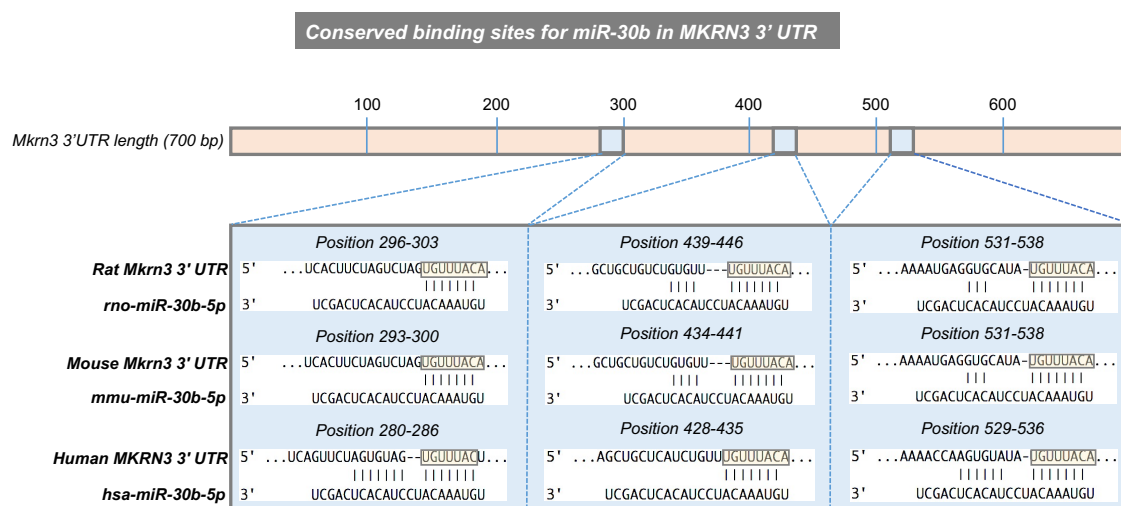 Conserved binding sites for miR-30b in MKRN3 3' UTR
100 200 300 400 500 600
Mkrn3 3'UTR length (700 bp)
Position 296-303 Position 439-446 Position 531-538
Rat Mkrn3 3' UTR 5' ...UCACUUCUAGUCUAGUGUUUACA... 5' ...GCUGCUGUCUGUGUU---UGUUUACA... 5' ...AAAAUGAGGUGCAUA-UGUUUACA...
rno-miR-30b-5p 3' UCGACUCACAUCCUACAAAUGU 3' UCGACUCACAUCCUACAAAUGU 3' UCGACUCACAUCCUACAAAUGU
Position 293-300 Position 434-441 Position 531-538
Mouse Mkrn3 3' UTR 5' ...UCACUUCUAGUCUAGUGUUUACA... 5' ...GCUGCUGUCUGUGUU---UGUUUACA... 5' ...AAAAUGAGGUGCAUA-UGUUUACA...
mmu-miR-30b-5p 3' UCGACUCACAUCCUACAAAUGU 3' UCGACUCACAUCCUACAAAUGU 3' UCGACUCACAUCCUACAAAUGU
Position 280-286 Position 428-435 Position 529-536
Human MKRN3 3' UTR 5' ...UCAGUUCUAGUGUAG--UGUUUACU... 5' ...AGCUGCUCAUCUGUUUGUUUACA... 5' ...AAAACCAAGUGUAUA-UGUUUACA...
hsa-miR-30b-5p 3' UCGACUCACAUCCUACAAAUGU 3' UCGACUCACAUCCUACAAAUGU 3' UCGACUCACAUCCUACAAAUGU